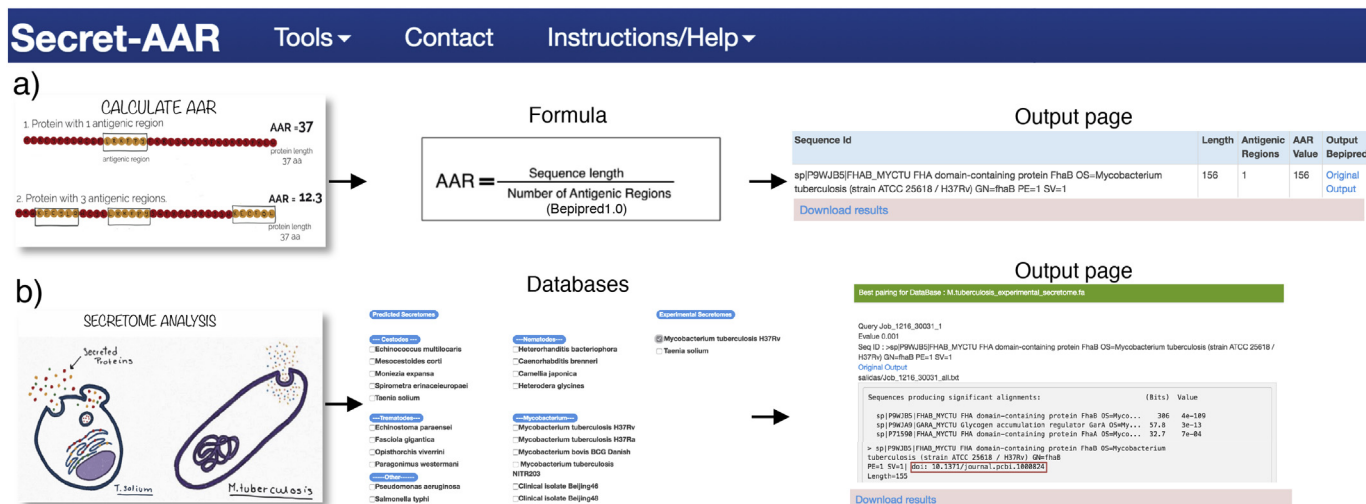 Secret-AAR Tools Contact Instructions/Help
a)
CALCULATE AAR
1. Protein with 1 antigenic region
AAR = 37
antigenic region
protein length
37 aa
2. Protein with 3 antigenic regions.
AAR = 12.3
protein length
37 aa
Formula
AAR = Sequence length
Number of Antigenic Regions
(Bepipred1.0)
Output page
Sequence Id Length Antigenic Regions AAR Value Output Bepipred
sp|P9WJB5|FHAB_MYCTU FHA domain-containing protein FhaB OS=Mycobacterium 156 1 156 Original
tuberculosis (strain ATCC 25618 / H37Rv) GN=fhaB PE=1 SV=1 Output
Download results
b)
SECRETOME ANALYSIS
Secreted
Proteins
T.solium
M.tuberculosis
Databases
Predicted Secretomes
--- Cestodes ---
Echinococcus multilocaris
Mesocestoides corti
Moniezia expansa
Spirometra erinaceieuropaei
Taenia solium
---Trematodes---
Echinostoma paraensei
Fasciola gigantica
Opisthorchis viverrini
Paragonimus westermani
---Other---
Pseudomonas aeruginosa
Salmonella typhi
---Nematodes---
Heterorhanditis bacteriophora
Caenorhabditis brenneri
Camellia japonica
Heterodera glycines
---Mycobacterium---
Mycobacterium tuberculosis H37Rv
Mycobacterium tuberculosis H37Ra
Mycobacterium bovis BCG Danish
Mycobacterium tuberculosis
NITR203
Clinical isolate Beijing46
Clinical isolate Beijing48
Experimental Secretomes
Mycobacterium tuberculosis H37Rv
Taenia solium
Output page
Best pairing for DataBase : M.tuberculosis_experimental_secretome.fa
Query Job_1216_30031_1
Evalue 0.001
Seq ID : >sp|P9WJB5|FHAB_MYCTU FHA domain-containing protein FhaB OS=Mycobacterium tuberculosis (strain ATCC 25618 /
H37Rv) GN=fhaB PE=1 SV=1
Original Output
salidas/Job_1216_30031_all.txt
Sequences producing significant alignments: (Bits) Value
sp|P9WJB5|FHAB_MYCTU FHA domain-containing protein FhaB OS=Myco... 306 4e-109
sp|P9WJA9|GARA_MYCTU Glycogen accumulation regulator GarA OS=My... 57.8 3e-13
sp|P71590|FHAA_MYCTU FHA domain-containing protein FhaA OS=Myco... 32.7 7e-04
> sp|P9WJB5|FHAB_MYCTU FHA domain-containing protein FhaB OS=Mycobacterium
tuberculosis (strain ATCC 25618 / H37Rv) GN=fhaB
PE=1 SV=1| doi: 10.1371/journal.pcbi.1000824
Length=155
Download results